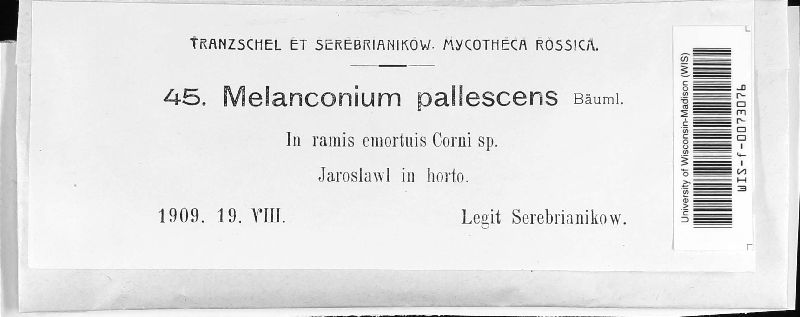 TRANZSCHEL ET SEREBRIANIKOW. MYCOTHECA ROSSICA.
45. Melanconium pallescens Bäuml.
In ramis emortuis Corni sp.
Jaroslawl in horto.
1909. 19. VIII. Legit Serebrianikow.
University of Wisconsin-Madison (WIS)
WIS-f-0073076